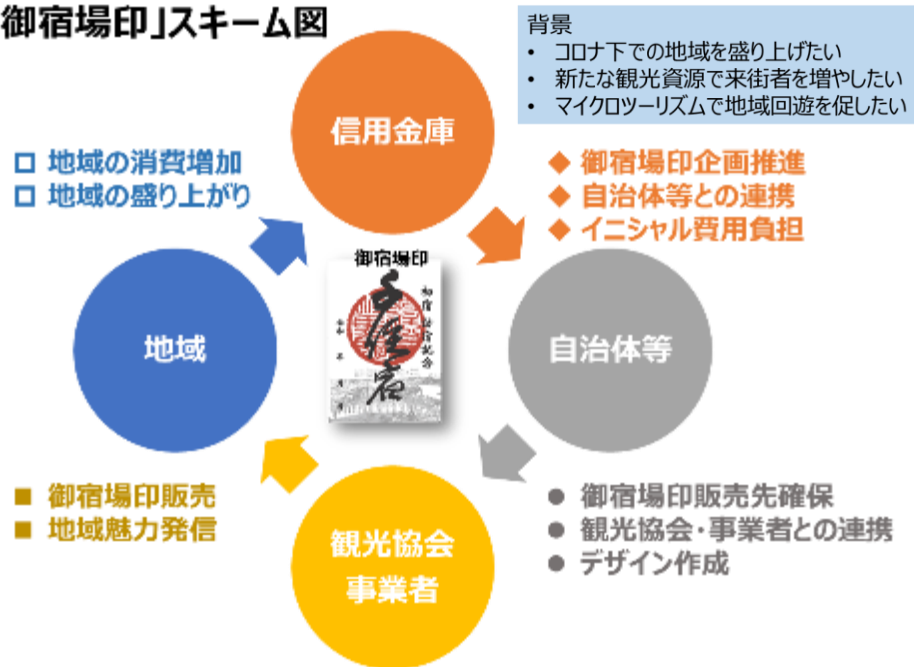 御宿場印」スキーム図
背景
• コロナ下での地域を盛り上げたい
• 新たな観光資源で来街者を増やしたい
• マイクロツーリズムで地域回遊を促したい
信用金庫
◆ 御宿場印企画推進
◆ 自治体等との連携
◆ イニシャル費用負担
□ 地域の消費増加
□ 地域の盛り上がり
御宿場印
千住宿
地域
自治体等
■ 御宿場印販売
■ 地域魅力発信
観光協会
事業者
● 御宿場印販売先確保
● 観光協会・事業者との連携
● デザイン作成